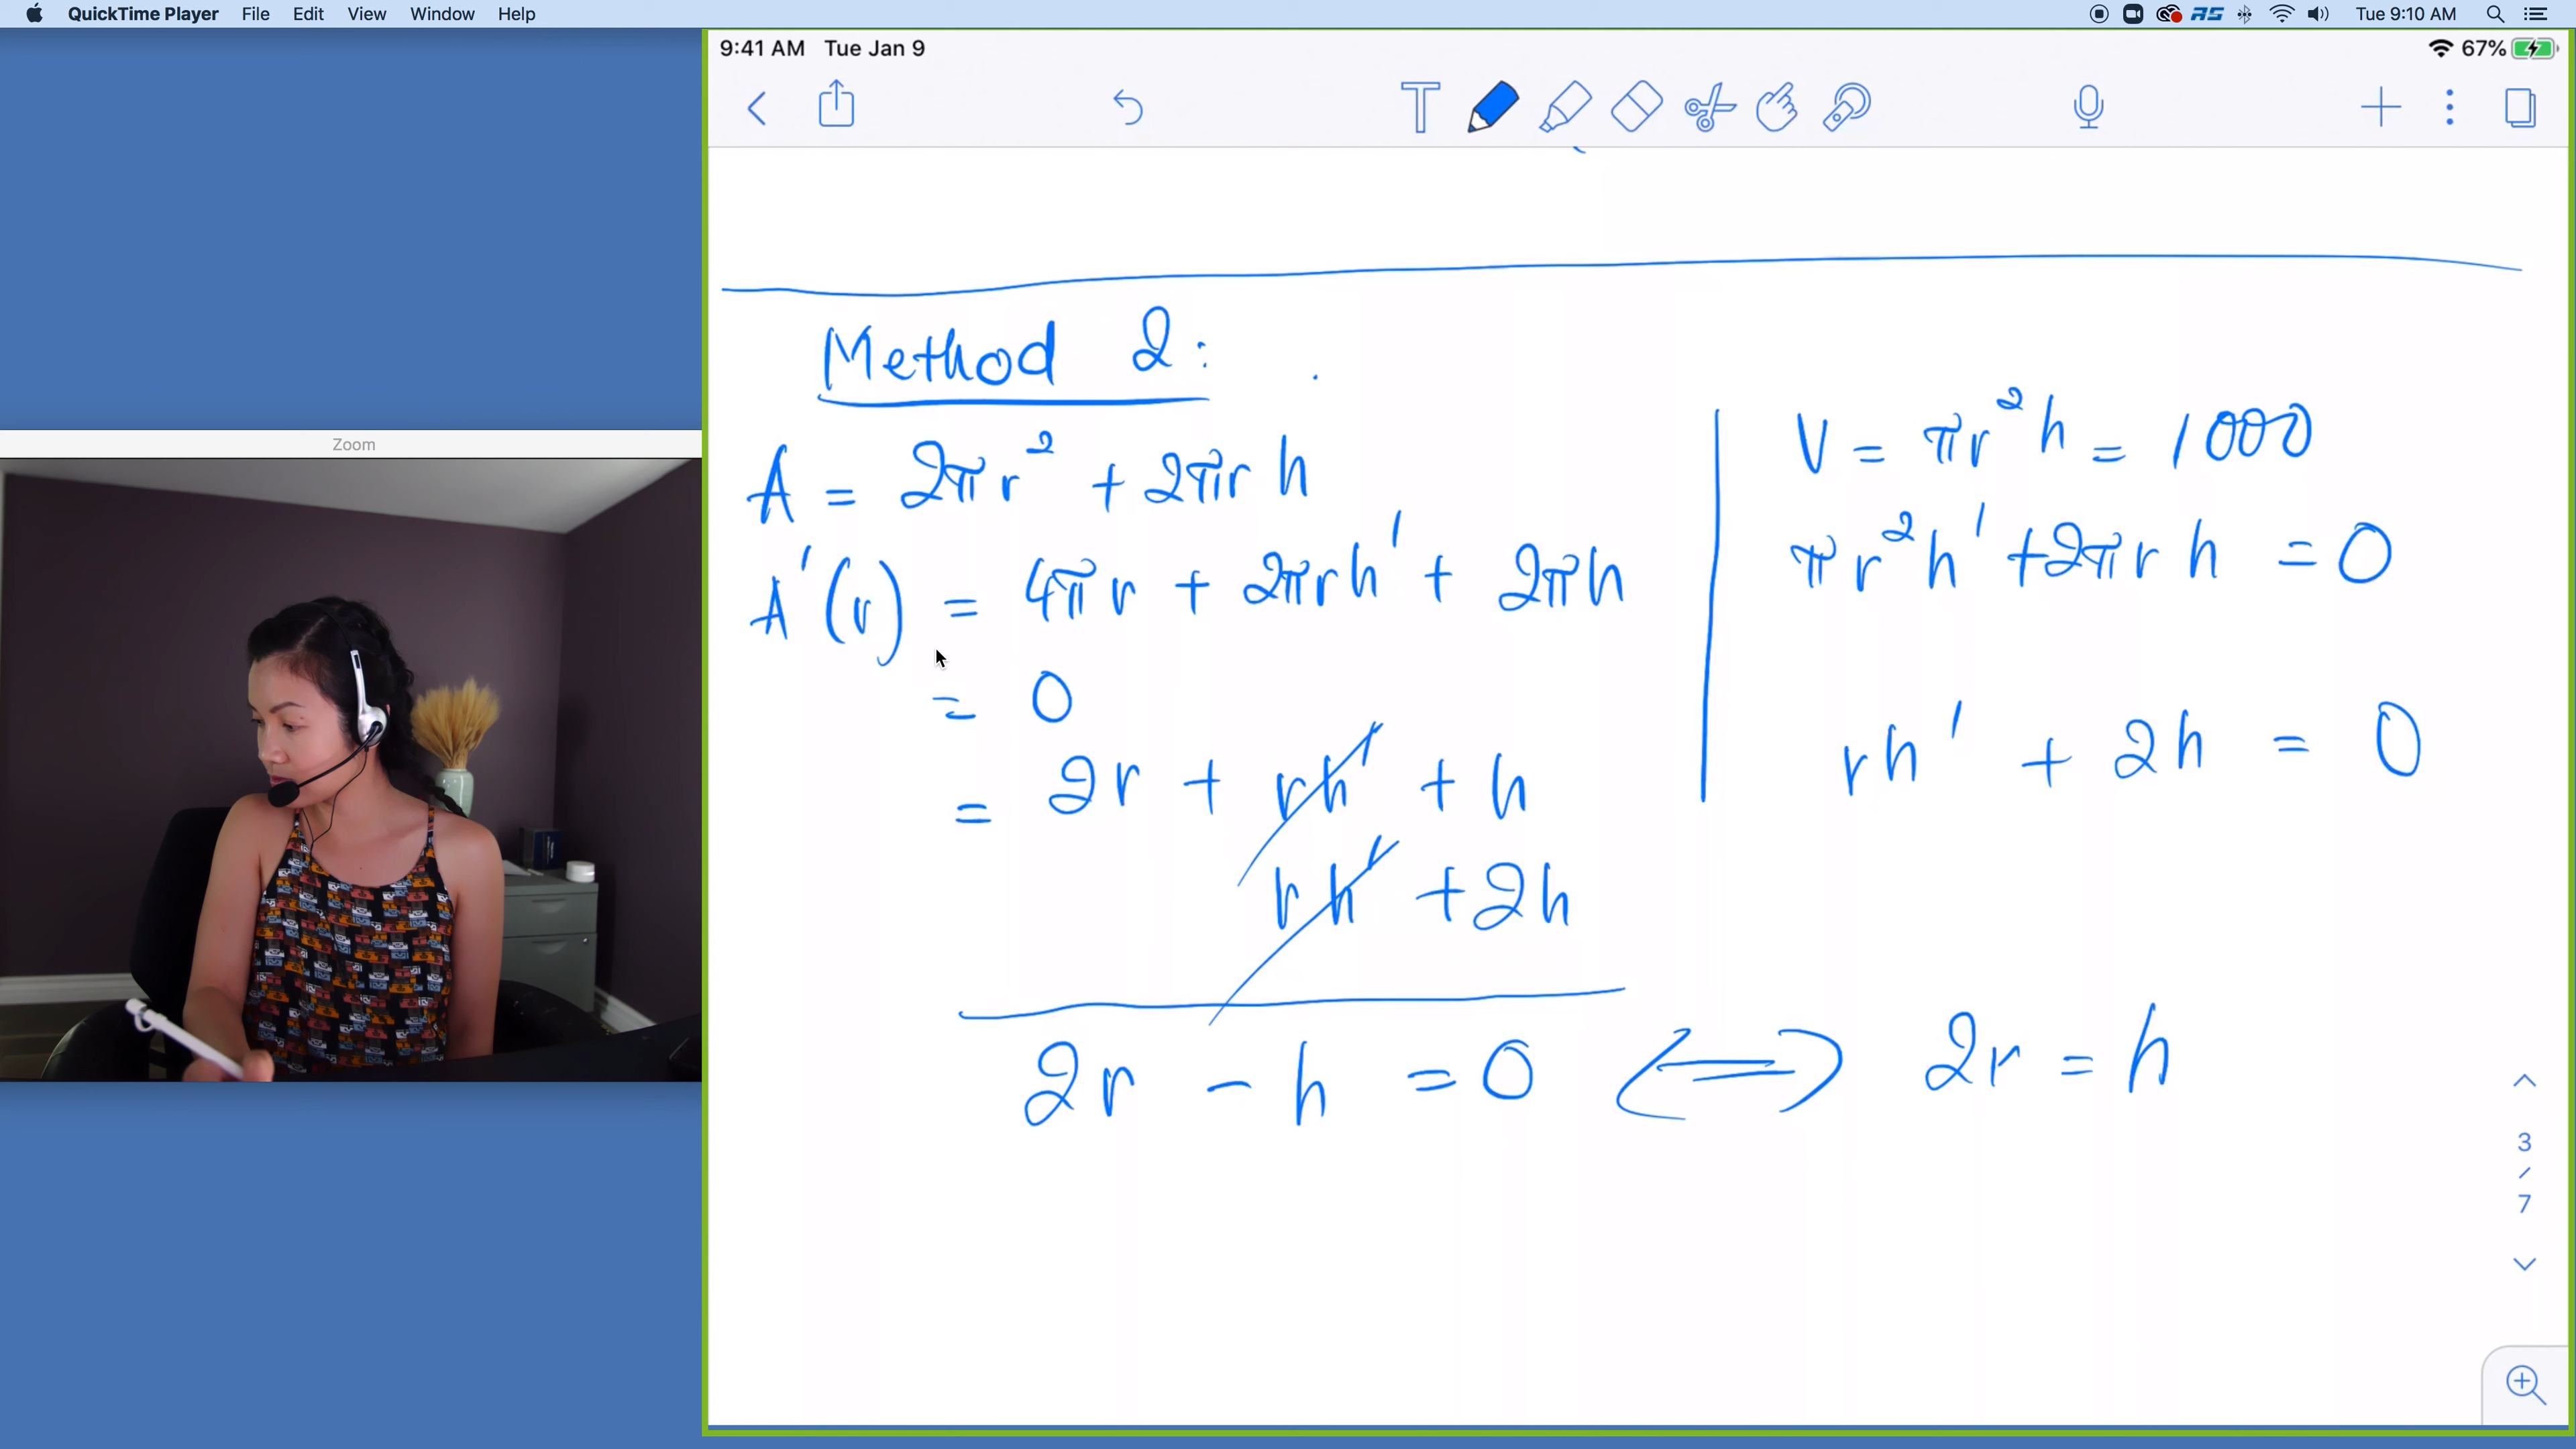 QuickTime Player File Edit View Window Help Tue 9:10 AM
9:41 AM Tue Jan 9 67%
T
Zoom
Method 2:
A = 2πr² + 2πrh
A'(r) = 4πr + 2πrh' + 2πh
= 0
= 2r + rh' + h
rh' + 2h
2r - h = 0 ⟺ 2r = h
V = πr²h = 1000
πr²h' + 2πrh = 0
rh' + 2h = 0
3
/
7